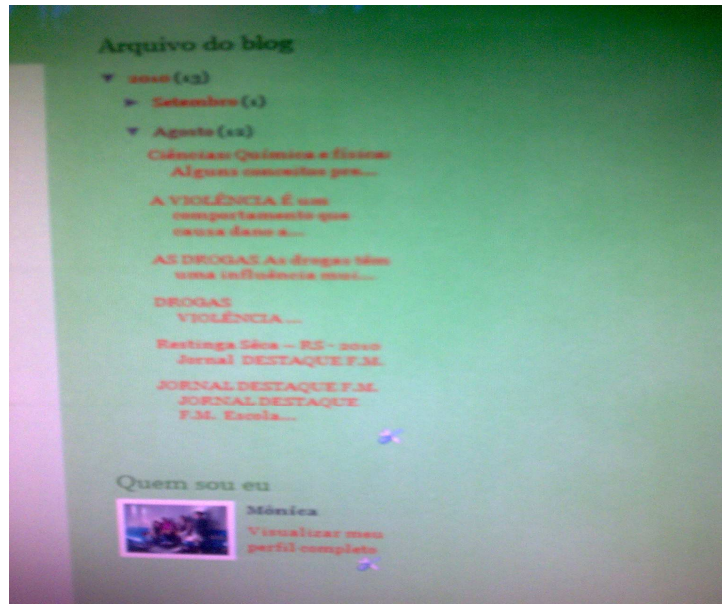 Arquivo do blog
▼ 2010 (13)
► Setembro (1)
▼ Agosto (12)
Ciências: Química e física:
Alguns conceitos pre...
A VIOLÊNCIA É um
comportamento que
causa dano a...
AS DROGAS As drogas têm
uma influência mui...
DROGAS
VIOLÊNCIA ...
Restinga Sêca – RS - 2010
Jornal DESTAQUE F.M.
JORNAL DESTAQUE F.M.
JORNAL DESTAQUE
F.M. Escola...
Quem sou eu
Mônica
Visualizar meu
perfil completo